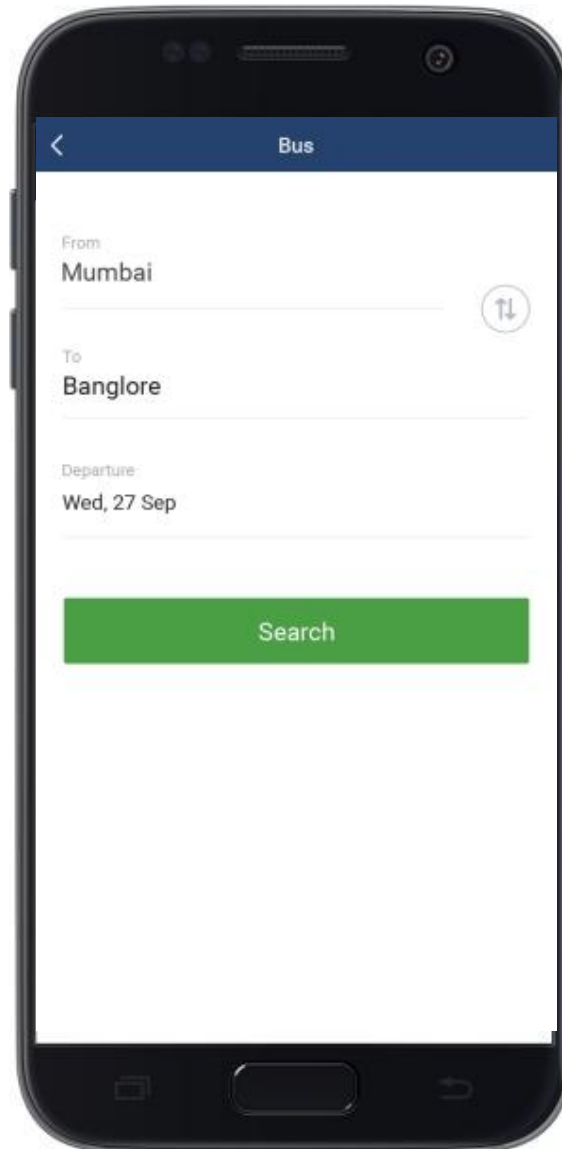 Bus
From
Mumbai
To
Banglore
Departure
Wed, 27 Sep
Search